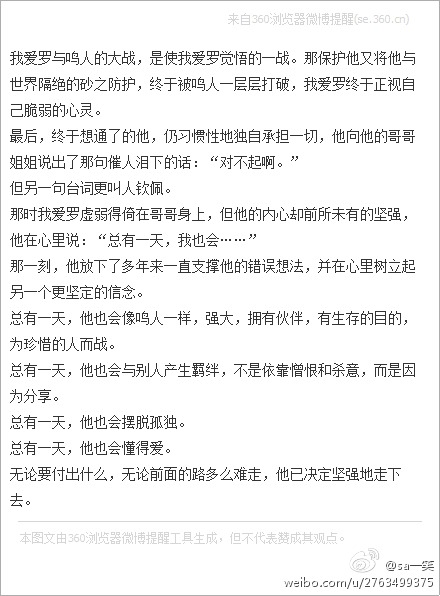 来自360浏览器微博提醒(se.360.cn)
我爱罗与鸣人的大战，是使我爱罗觉悟的一战。那保护他又将他与
世界隔绝的砂之防护，终于被鸣人一层层打破，我爱罗终于正视自
己脆弱的心灵。
最后，终于想通了的他，仍习惯性地独自承担一切，他向他的哥哥
姐姐说出了那句催人泪下的话：“对不起啊。”
但另一句台词更叫人钦佩。
那时我爱罗虚弱得倚在哥哥身上，但他的内心却前所未有的坚强，
他在心里说：“总有一天，我也会……”
那一刻，他放下了多年来一直支撑他的错误想法，并在心里树立起
另一个更坚定的信念。
总有一天，他也会像鸣人一样，强大，拥有伙伴，有生存的目的，
为珍惜的人而战。
总有一天，他也会与别人产生羁绊，不是依靠憎恨和杀意，而是因
为分享。
总有一天，他也会摆脱孤独。
总有一天，他也会懂得爱。
无论要付出什么，无论前面的路多么难走，他已决定坚强地走下
去。
本图文由360浏览器微博提醒工具生成，但不代表赞成其观点。
@sa一笑
weibo.com/u/2763499375